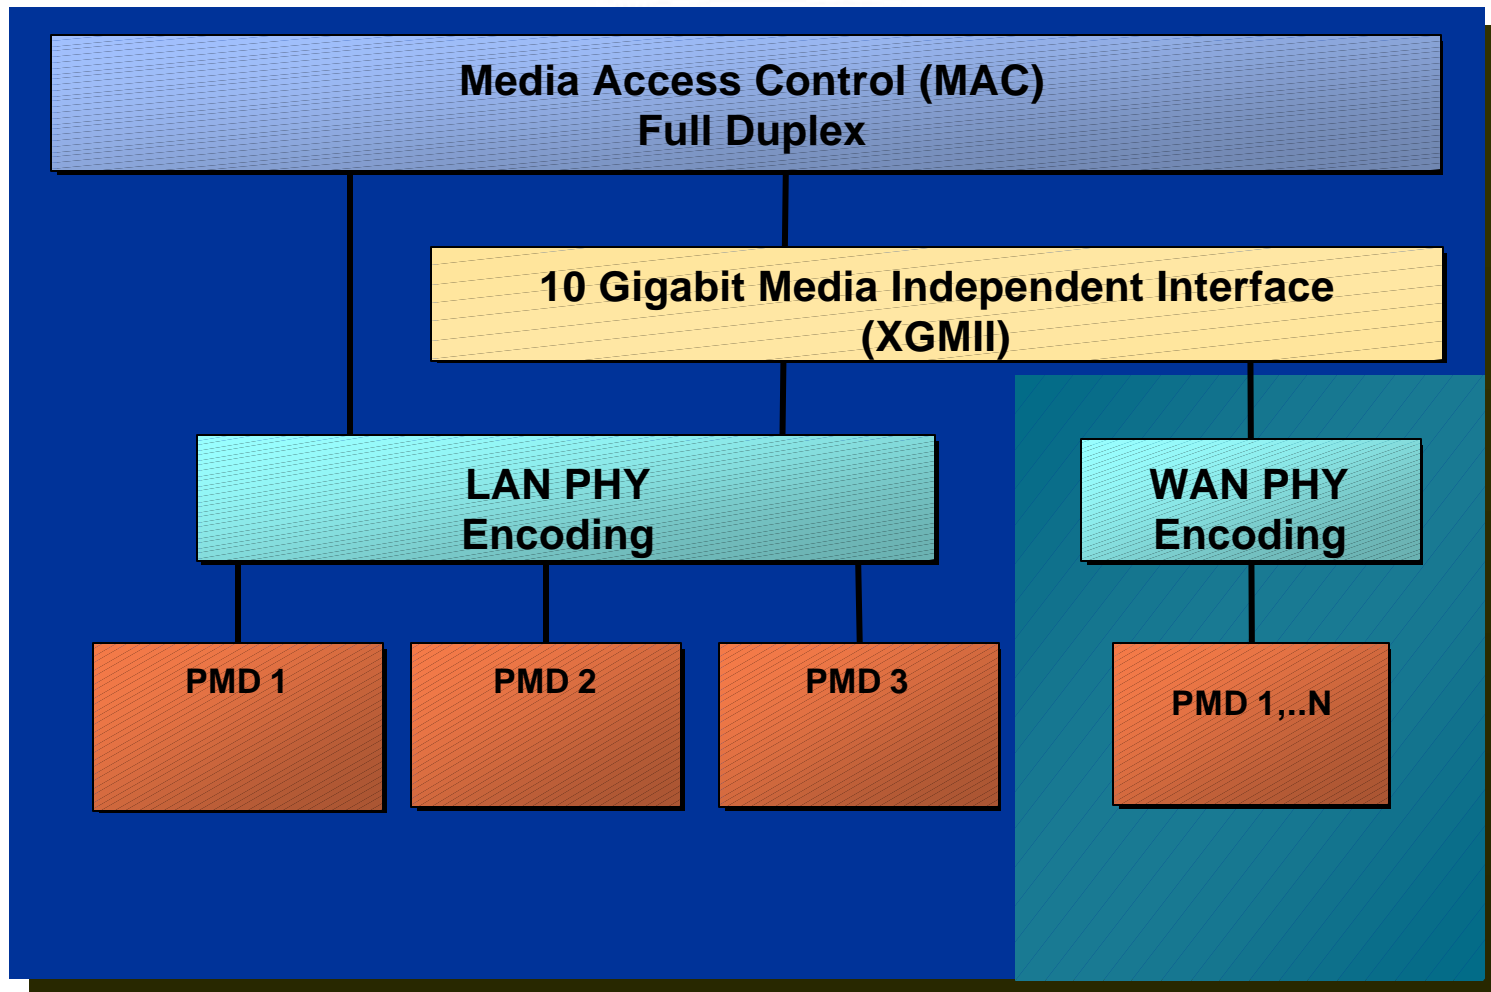 Media Access Control (MAC)
Full Duplex
10 Gigabit Media Independent Interface
(XGMII)
LAN PHY
Encoding
WAN PHY
Encoding
PMD 1
PMD 2
PMD 3
PMD 1,..N